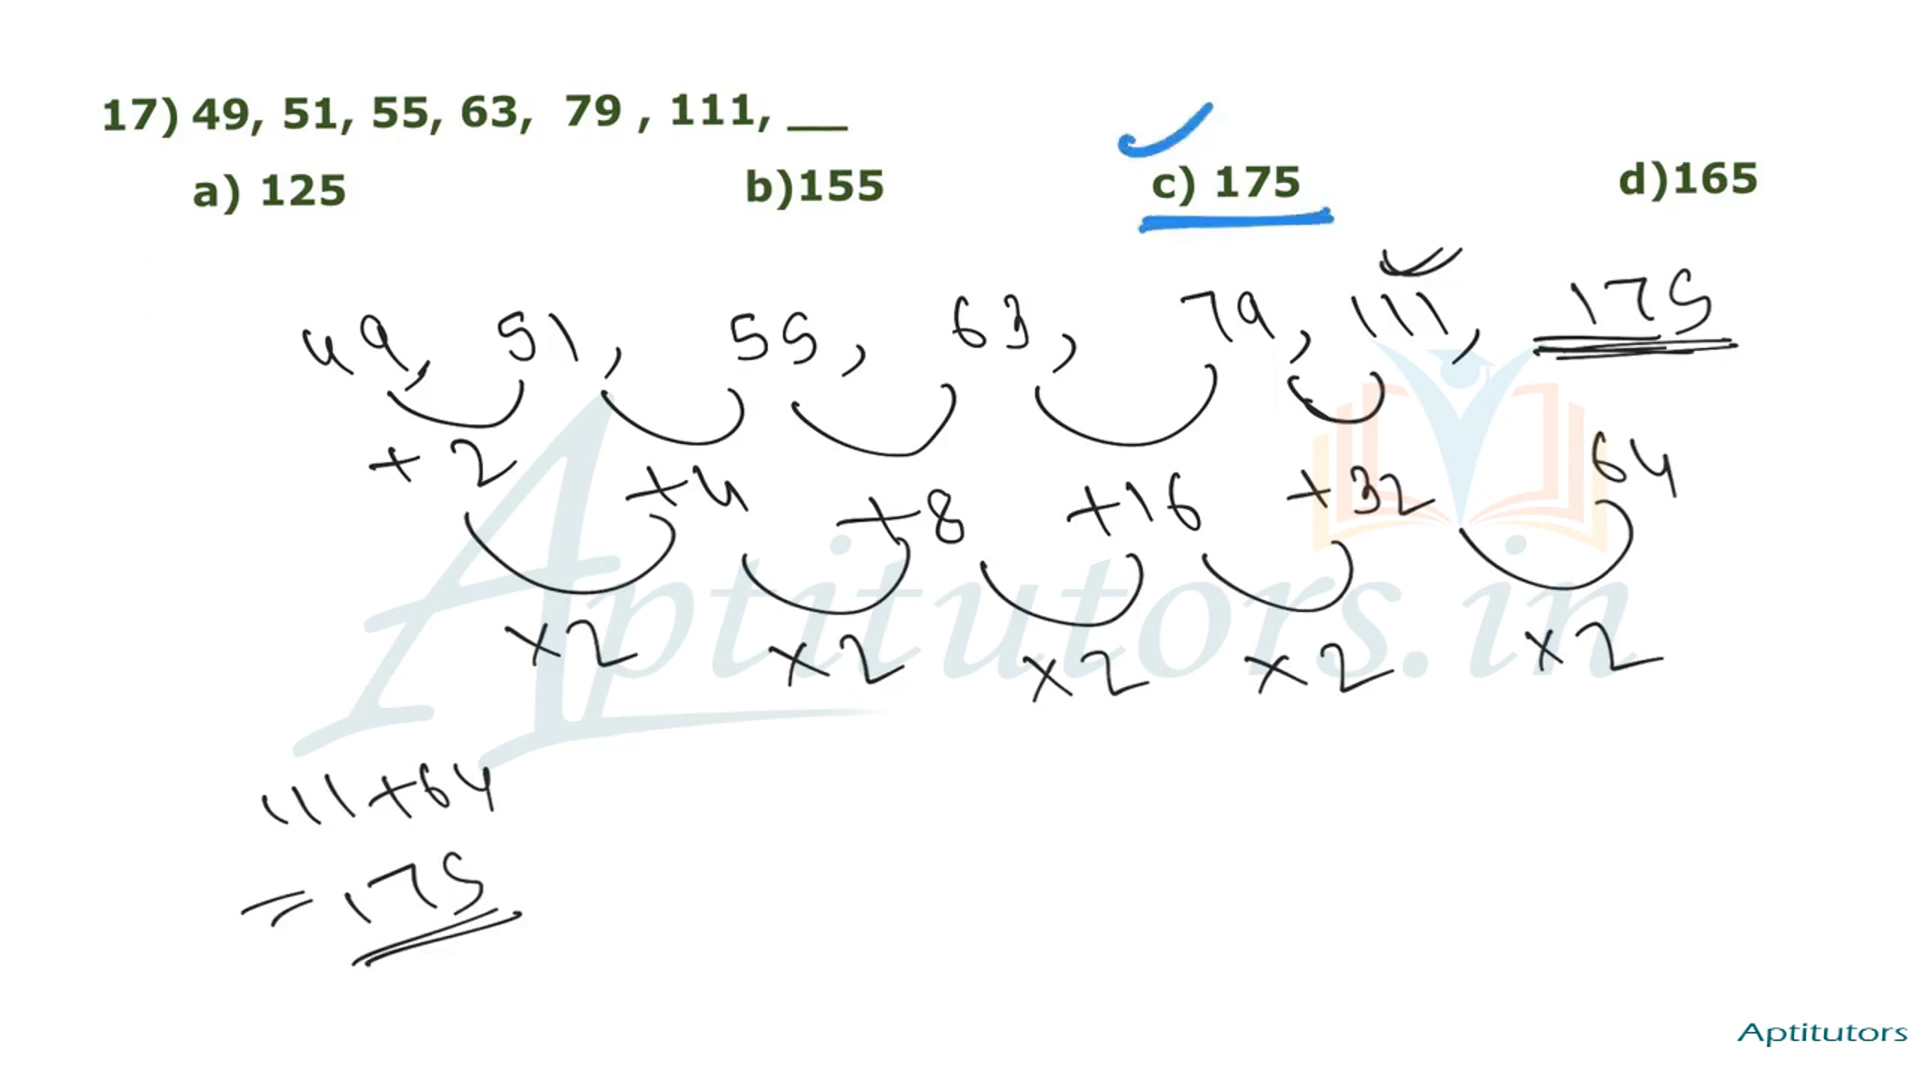 17) 49, 51, 55, 63, 79 , 111, __
a) 125 b)155 c) 175 d)165
49, 51, 55, 63, 79, 111, 175
+2 +4 +8 +16 +32 64
×2 ×2 ×2 ×2 ×2
Aptitutors.in
111+64
=175
Aptitutors